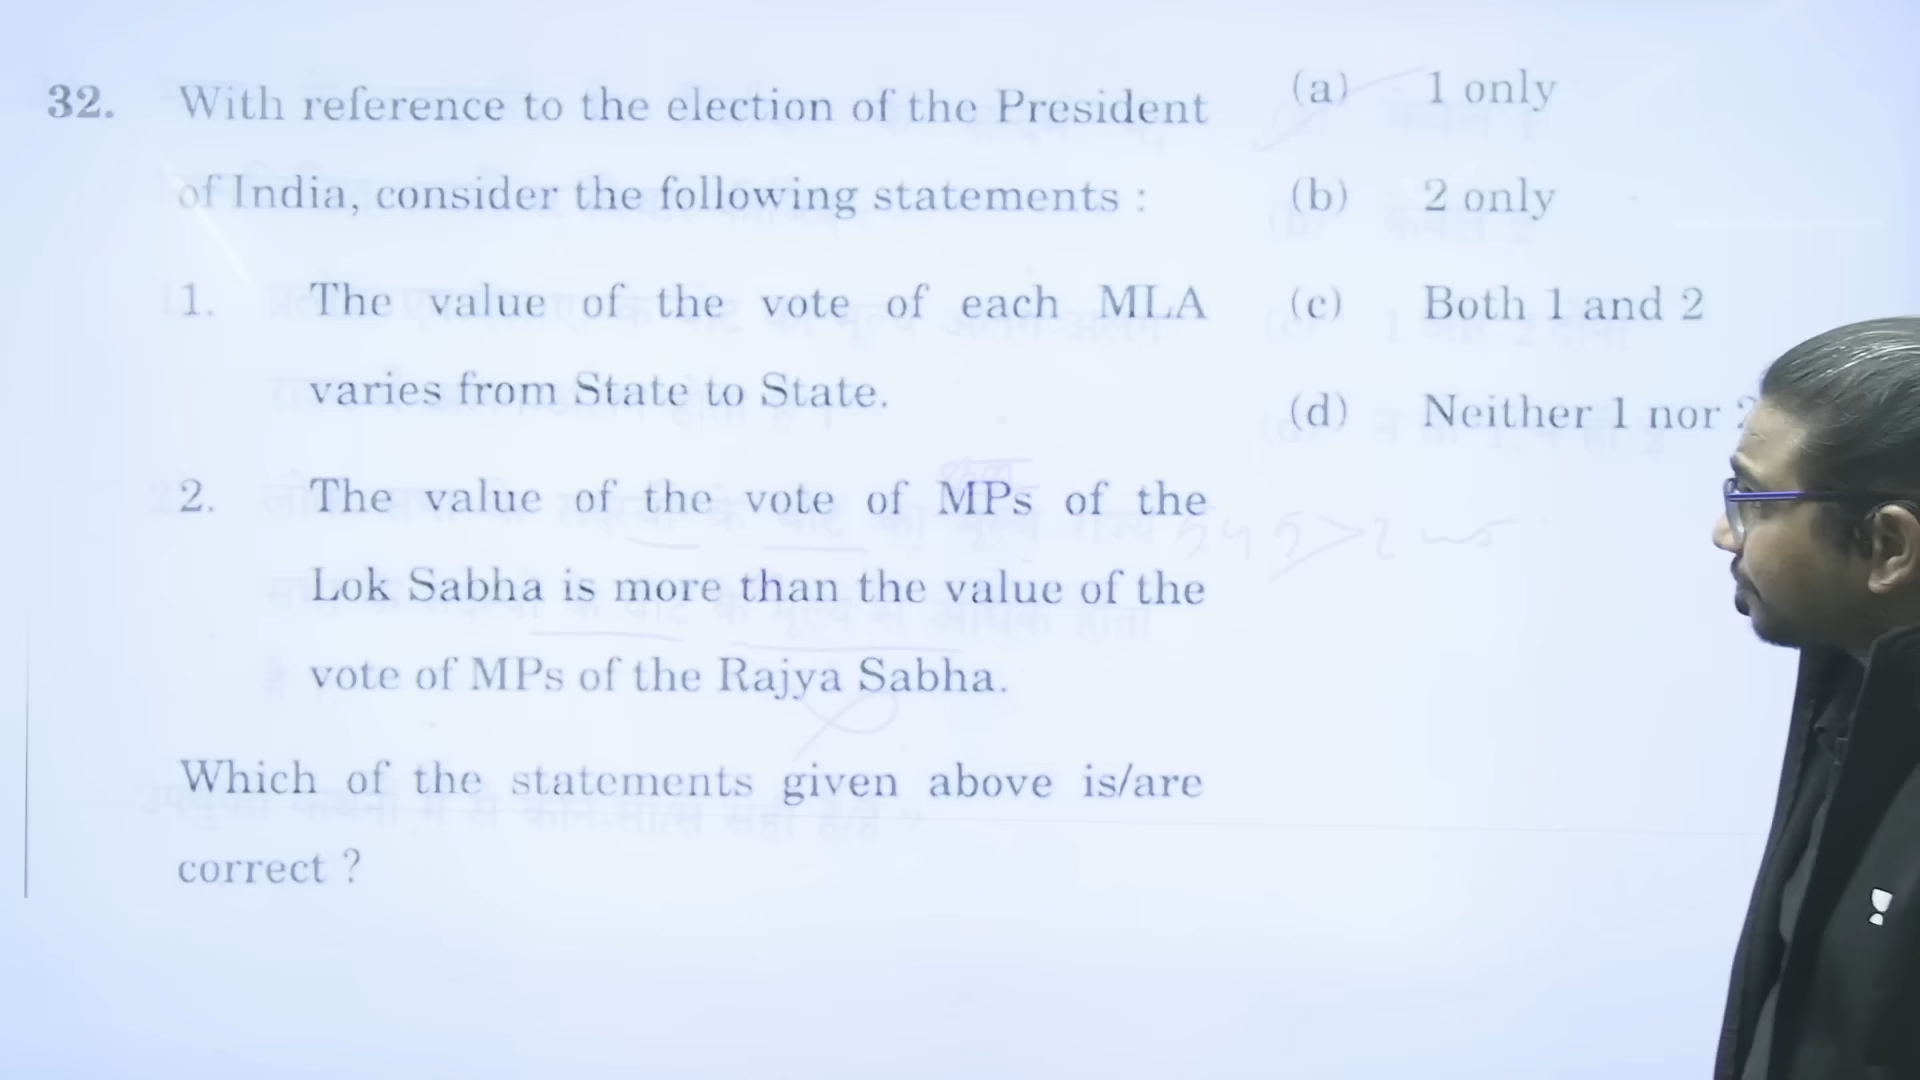 32. With reference to the election of the President
of India, consider the following statements :
1. The value of the vote of each MLA
varies from State to State.
2. The value of the vote of MPs of the
Lok Sabha is more than the value of the
vote of MPs of the Rajya Sabha.
Which of the statements given above is/are
correct ?
(a) 1 only
(b) 2 only
(c) Both 1 and 2
(d) Neither 1 nor